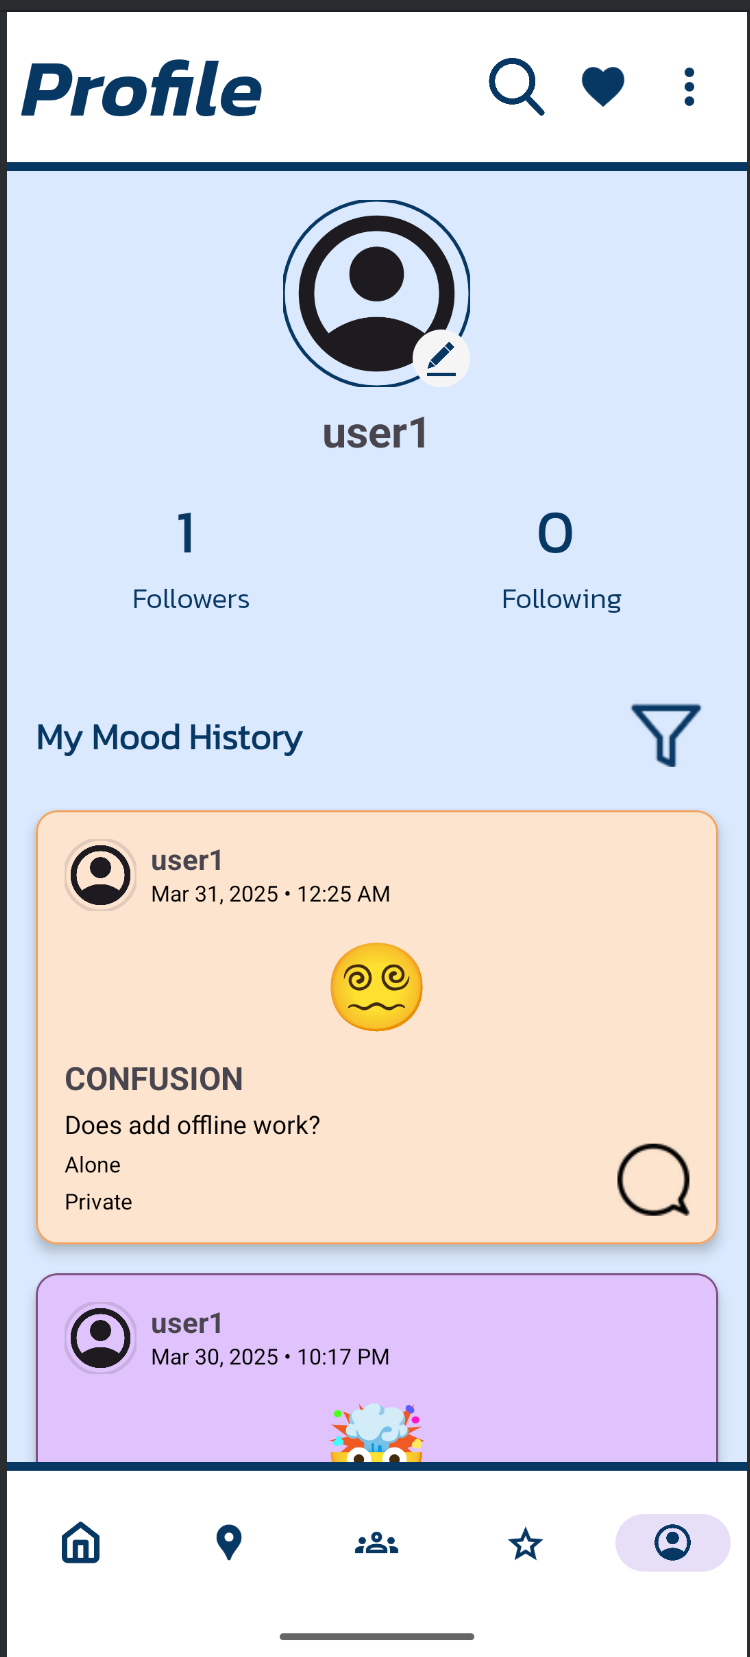 Profile
user1
1
0
Followers
Following
My Mood History
user1
Mar 31, 2025 • 12:25 AM
CONFUSION
Does add offline work?
Alone
Private
user1
Mar 30, 2025 • 10:17 PM